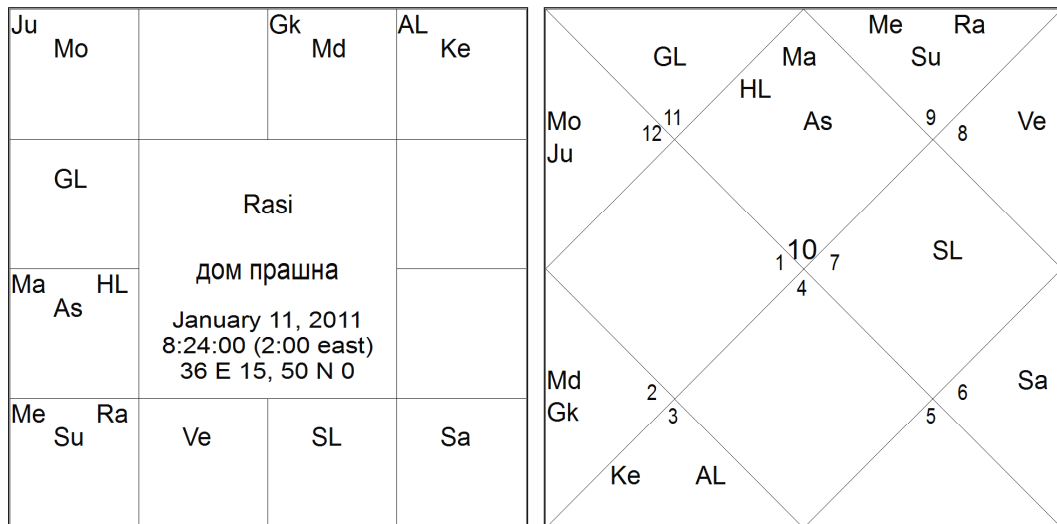 Ju
Mo
Gk
Md
AL
Ke
GL
Ma HL
As
Rasi
дом прашна
January 11, 2011
8:24:00 (2:00 east)
36 E 15, 50 N 0
Me Ra
Su
Ve
SL
Sa
Me Ra
Su
GL
Ma
HL
As
Mo
Ju
Ve
11
12
9
8
10
1
7
4
SL
Md
Gk
2
3
6
5
Sa
Ke AL